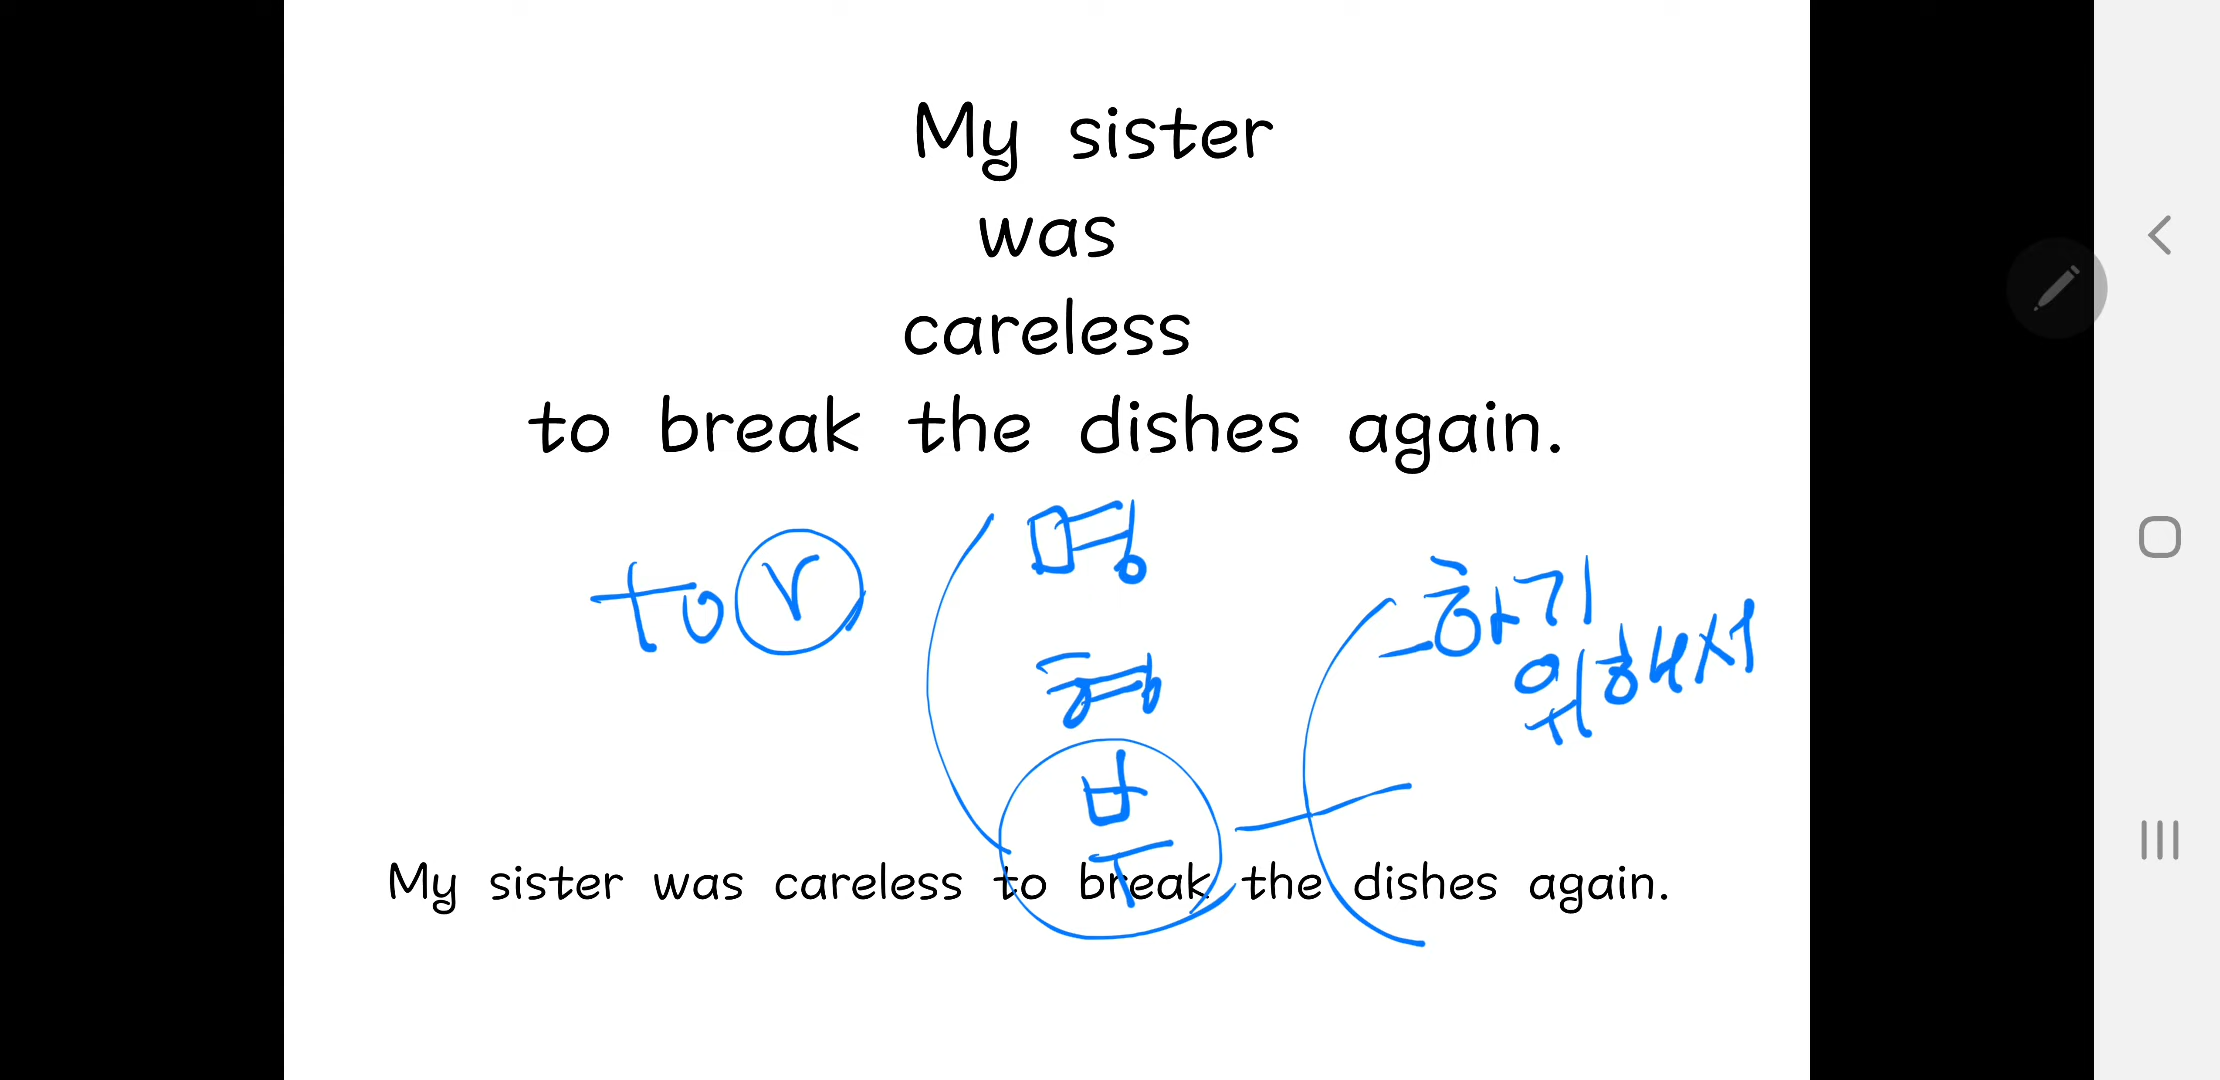 My sister
was
careless
to break the dishes again.
to v
명
형
부
하기
위해서
My sister was careless to break the dishes again.